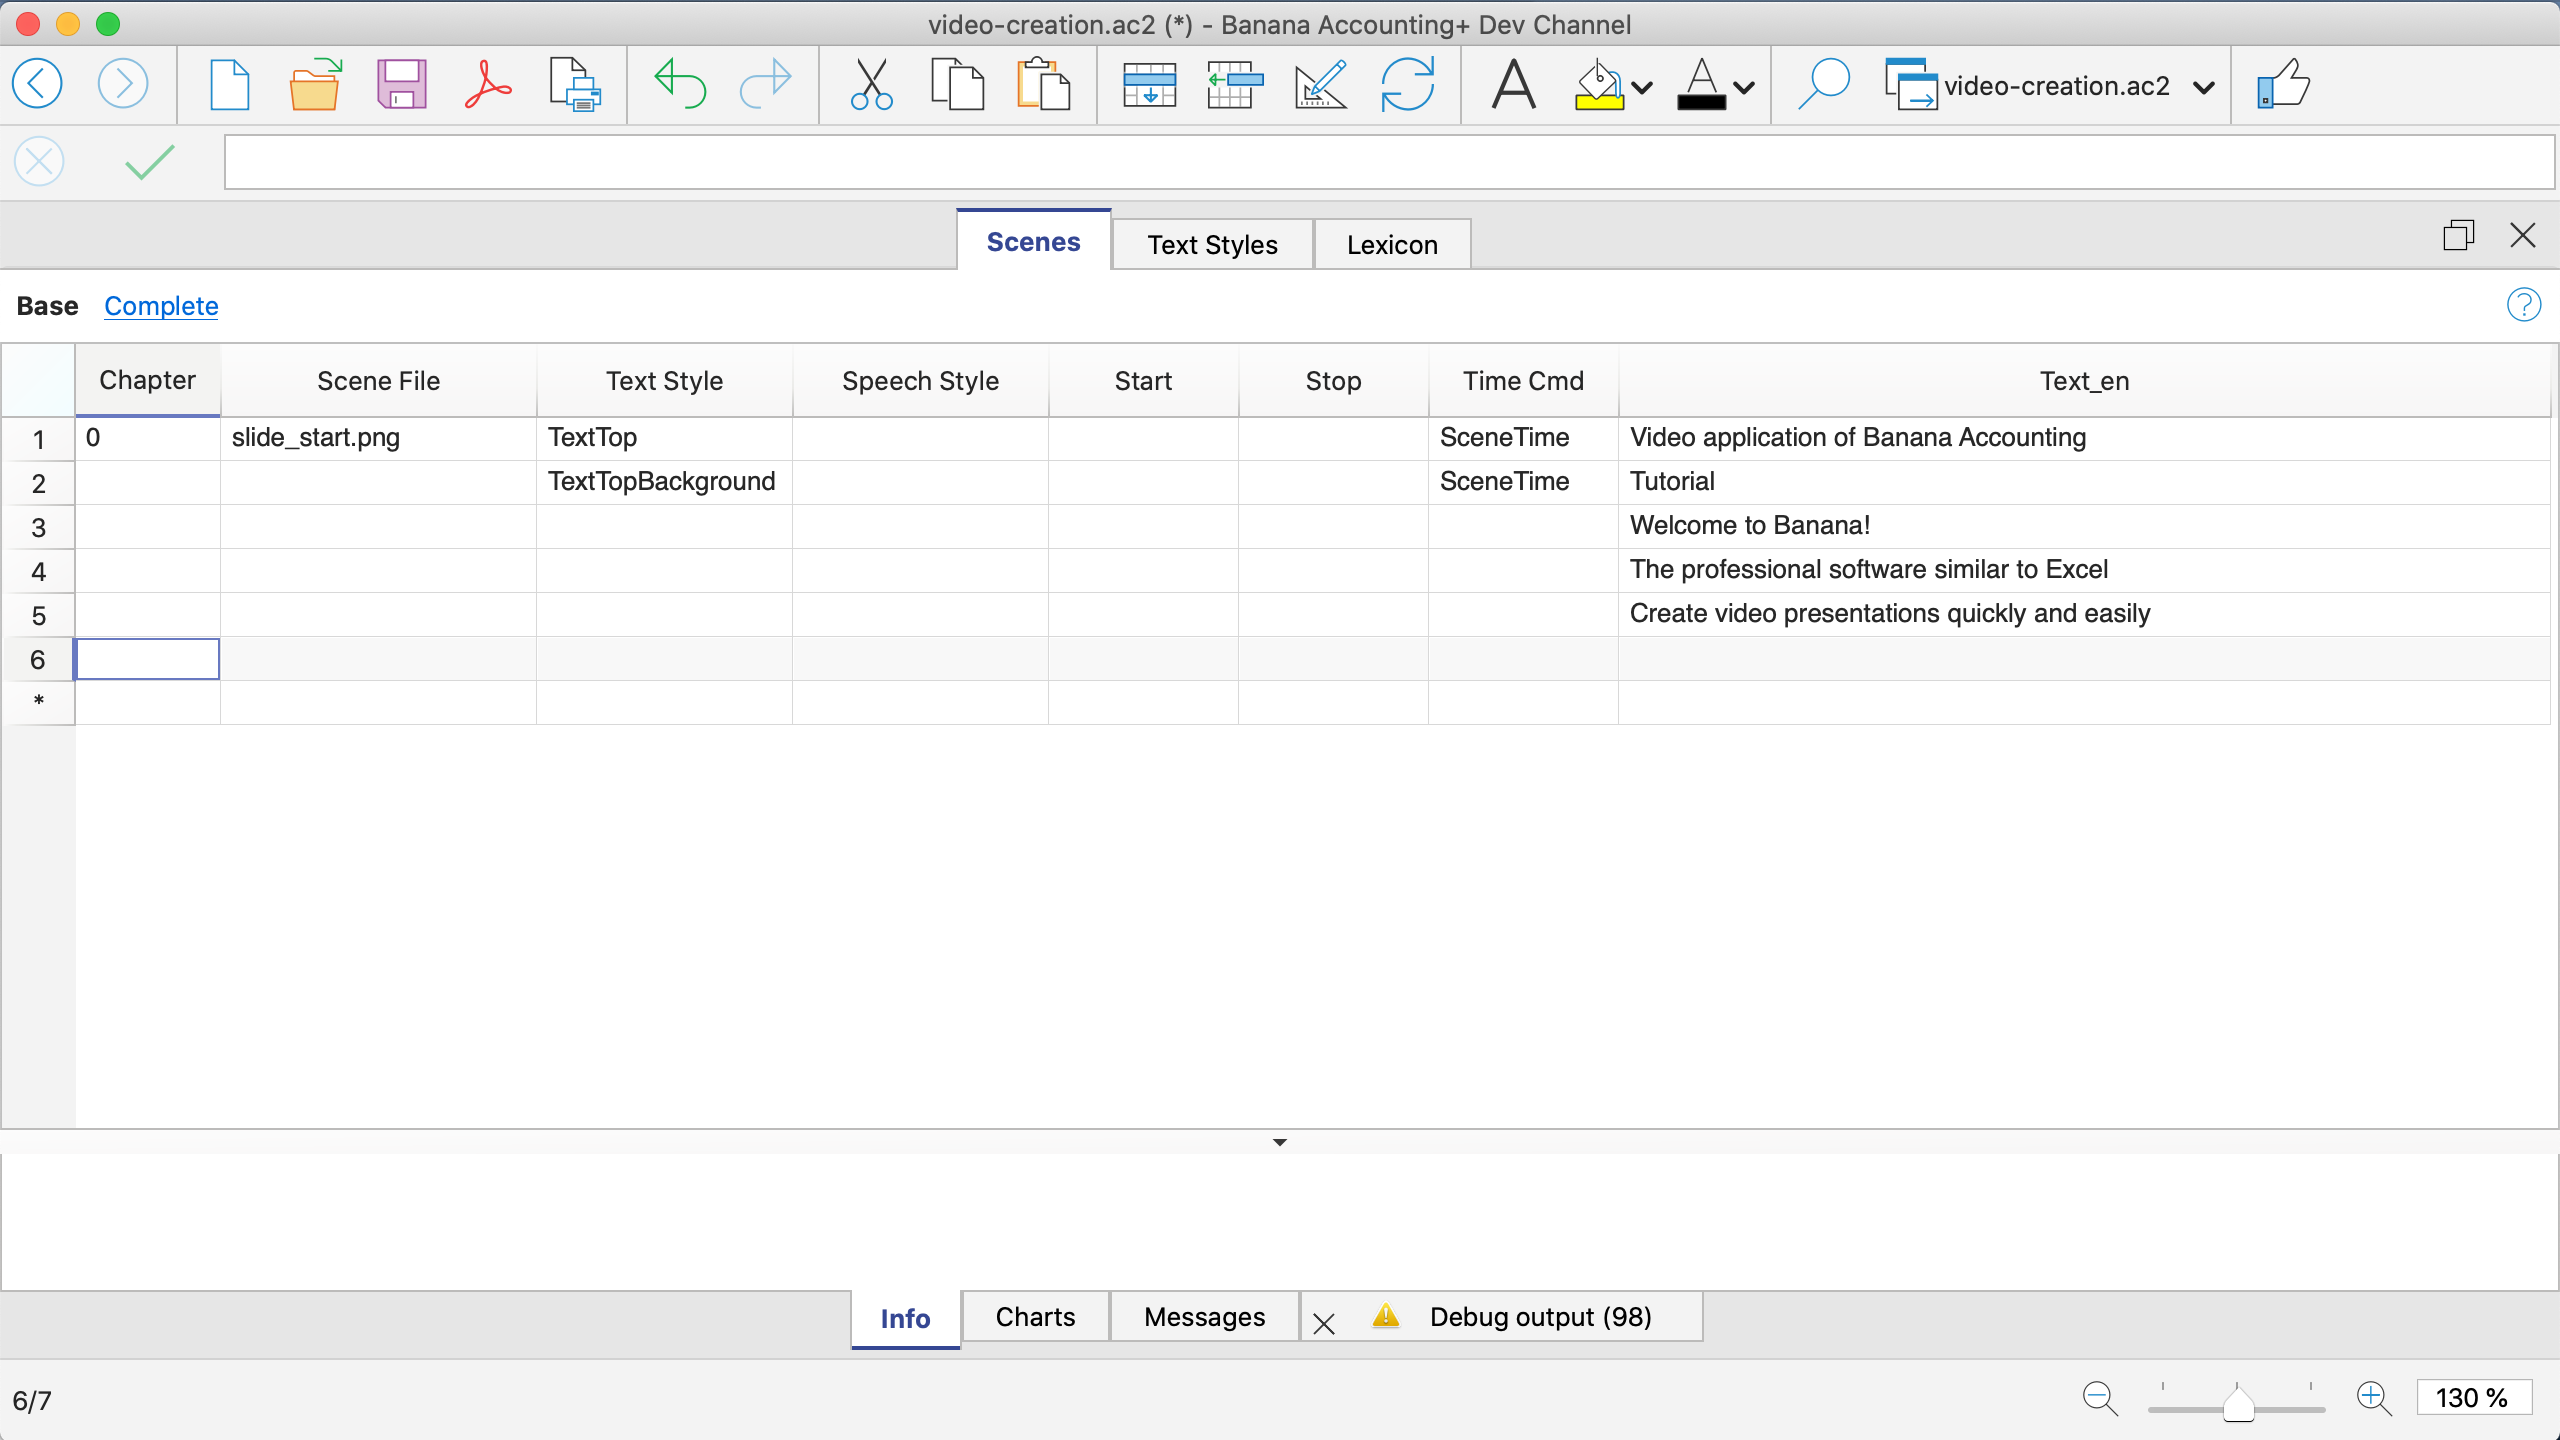 video-creation.ac2 (*) - Banana Accounting+ Dev Channel
video-creation.ac2
Scenes Text Styles Lexicon
Base Complete
Chapter Scene File Text Style Speech Style Start Stop Time Cmd Text_en
1 0 slide_start.png TextTop SceneTime Video application of Banana Accounting
2 TextTopBackground SceneTime Tutorial
3 Welcome to Banana!
4 The professional software similar to Excel
5 Create video presentations quickly and easily
6
*
Info Charts Messages Debug output (98)
6/7 130 %